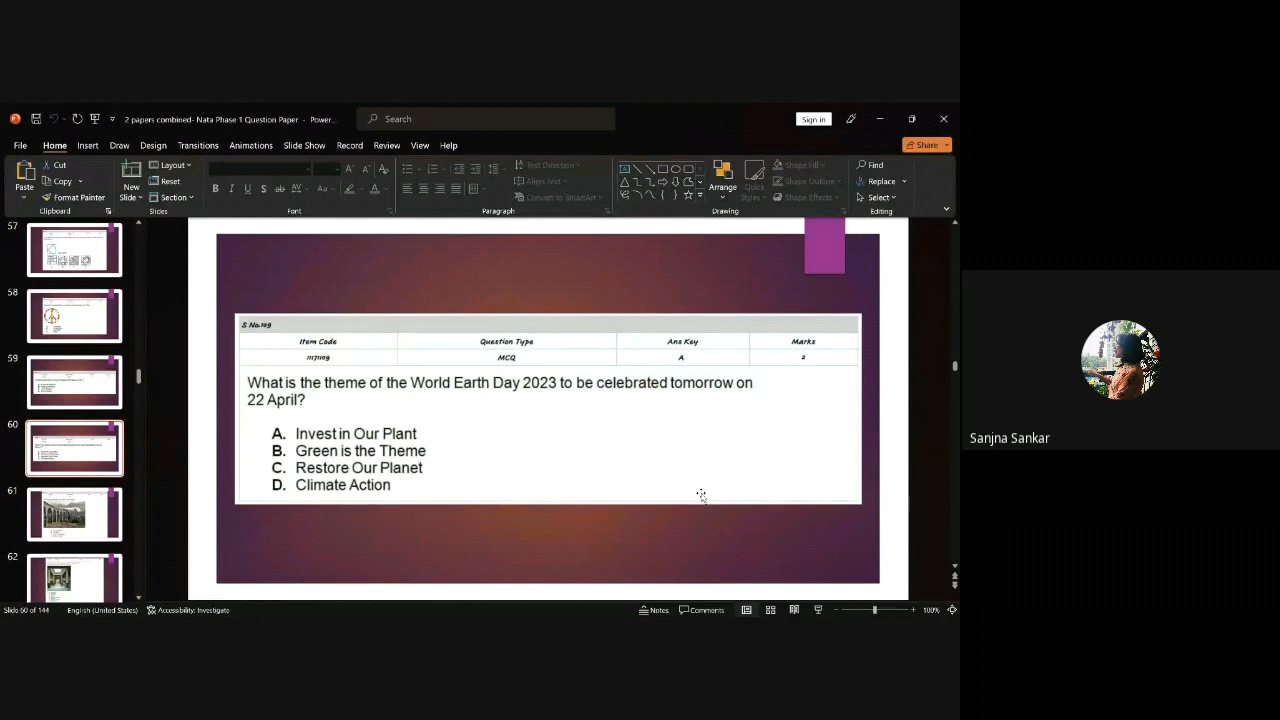 2 papers combined- Nata Phase 1 Question Paper - Power...
Search
Sign in
File Home Insert Draw Design Transitions Animations Slide Show Record Review View Help
Share
Paste
Cut
Copy
Format Painter
Clipboard
New Slide
Layout
Reset
Section
Slides
B I U S ab AV Aa A
Font
Text Direction
Align Text
Convert to SmartArt
Paragraph
Arrange
Quick Styles
Shape Fill
Shape Outline
Shape Effects
Drawing
Find
Replace
Select
Editing
57
58
59
60
61
62
S No.109
Item Code Question Type Ans Key Marks
1171109 MCQ A 2
What is the theme of the World Earth Day 2023 to be celebrated tomorrow on
22 April?
A. Invest in Our Plant
B. Green is the Theme
C. Restore Our Planet
D. Climate Action
Sanjna Sankar
Slide 60 of 144 English (United States) Accessibility: Investigate Notes Comments 100%